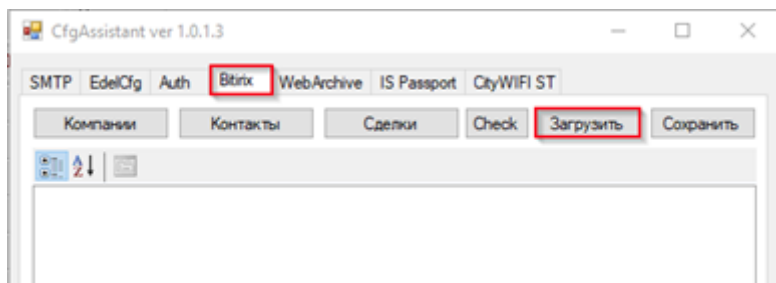 CfgAssistant ver 1.0.1.3
SMTP EdelCfg Auth Bitirix WebArchive IS Passport CityWIFI ST
Компании Контакты Сделки Check Загрузить Сохранить